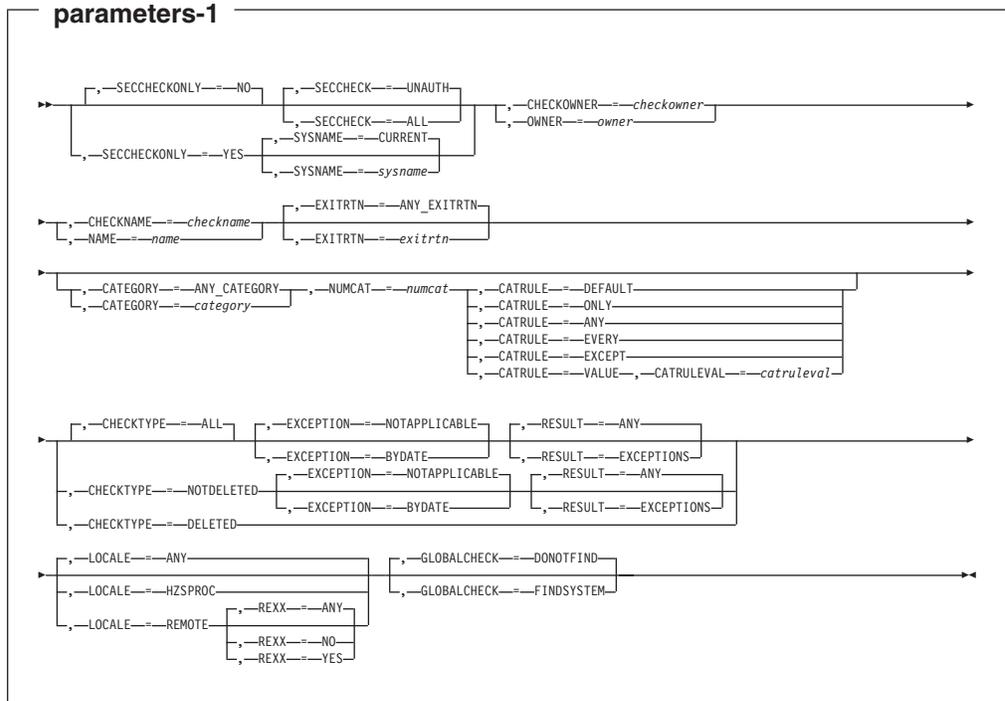 parameters-1
, SECCHECKONLY = NO , SECCHECK = UNAUTH
, SECCHECK = ALL
, SECCHECKONLY = YES , SYSNAME = CURRENT
, SYSNAME = sysname
, CHECKOWNER = checkowner
, OWNER = owner
, CHECKNAME = checkname
, NAME = name
, EXITRTN = ANY_EXITRTN
, EXITRTN = exitrtn
, CATEGORY = ANY_CATEGORY
, CATEGORY = category
, NUMCAT = numcat
, CATRULE = DEFAULT
, CATRULE = ONLY
, CATRULE = ANY
, CATRULE = EVERY
, CATRULE = EXCEPT
, CATRULE = VALUE , CATRULEVAL = catruleval
, CHECKTYPE = ALL , EXCEPTION = NOTAPPLICABLE , RESULT = ANY
, EXCEPTION = BYDATE , RESULT = EXCEPTIONS
, CHECKTYPE = NOTDELETED , EXCEPTION = NOTAPPLICABLE , RESULT = ANY
, EXCEPTION = BYDATE , RESULT = EXCEPTIONS
, CHECKTYPE = DELETED
, LOCALE = ANY
, LOCALE = HZSPROC
, LOCALE = REMOTE , REXX = ANY
, REXX = NO
, REXX = YES
, GLOBALCHECK = DONOTFIND
, GLOBALCHECK = FINDSYSTEM